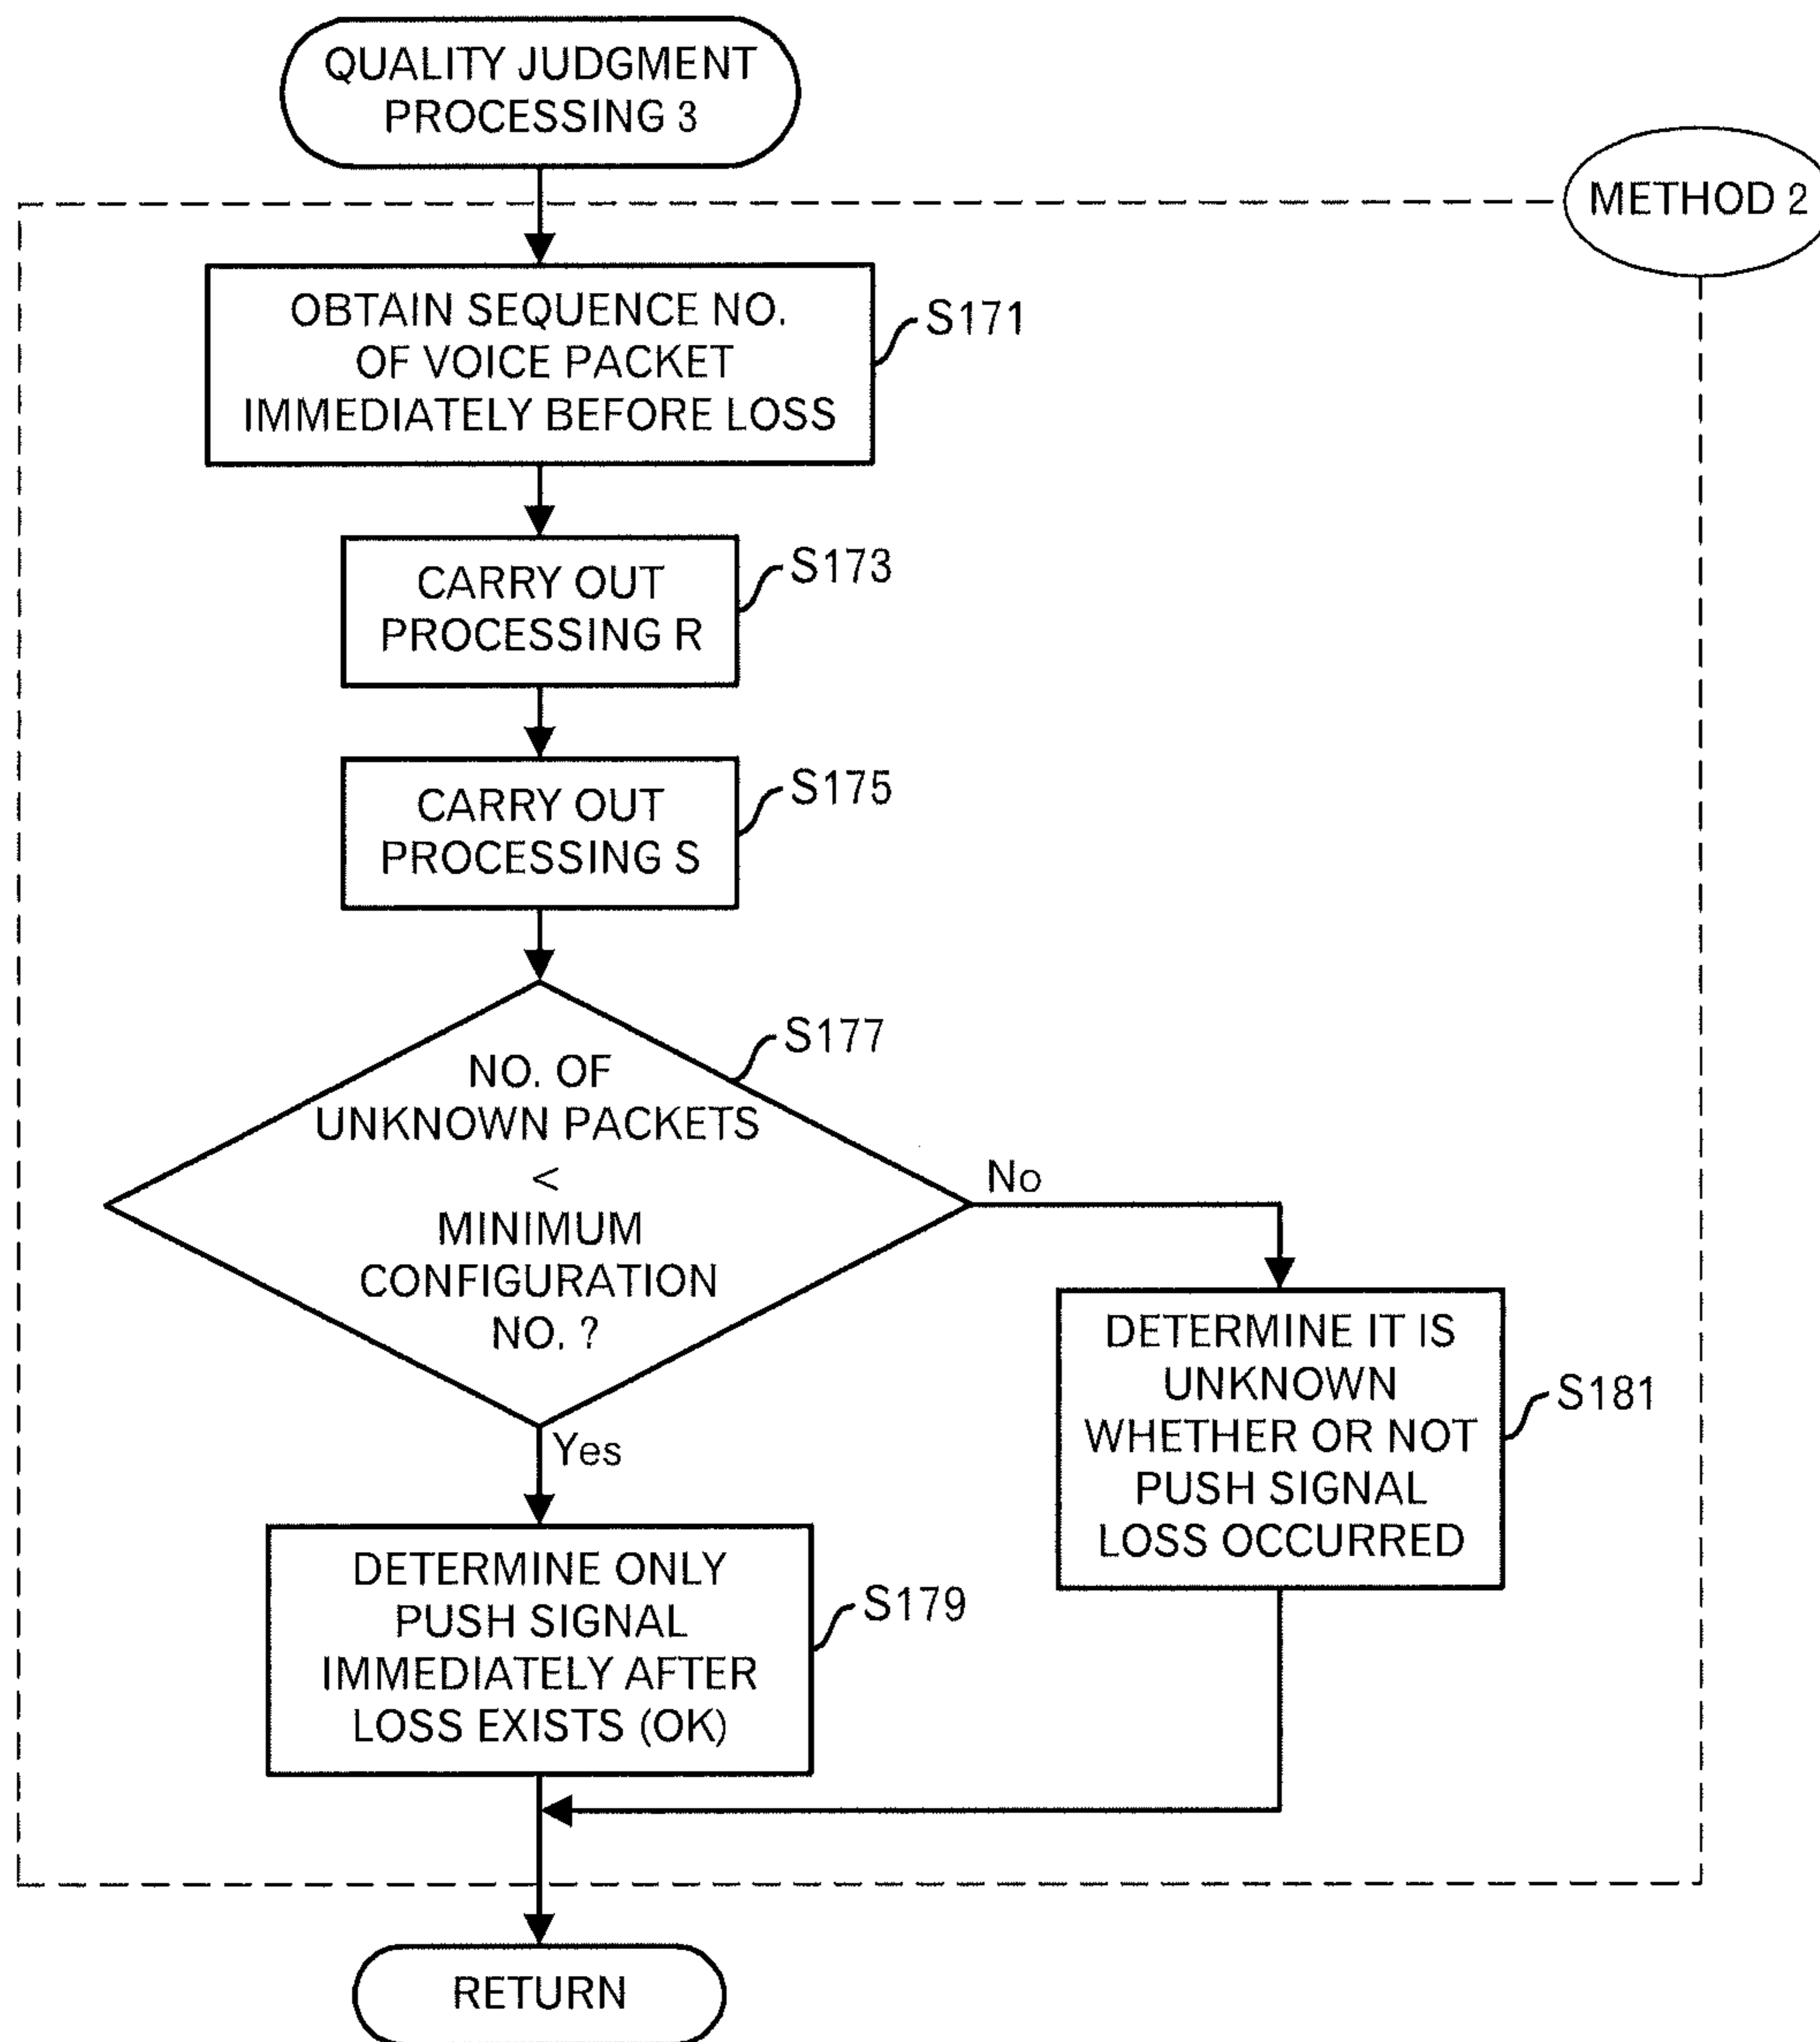 QUALITY JUDGMENT
PROCESSING 3
METHOD 2
OBTAIN SEQUENCE NO.
OF VOICE PACKET
IMMEDIATELY BEFORE LOSS
S171
CARRY OUT
PROCESSING R
S173
CARRY OUT
PROCESSING S
S175
NO. OF
UNKNOWN PACKETS
<
MINIMUM
CONFIGURATION
NO. ?
S177
No
Yes
DETERMINE IT IS
UNKNOWN
WHETHER OR NOT
PUSH SIGNAL
LOSS OCCURRED
S181
DETERMINE ONLY
PUSH SIGNAL
IMMEDIATELY AFTER
LOSS EXISTS (OK)
S179
RETURN